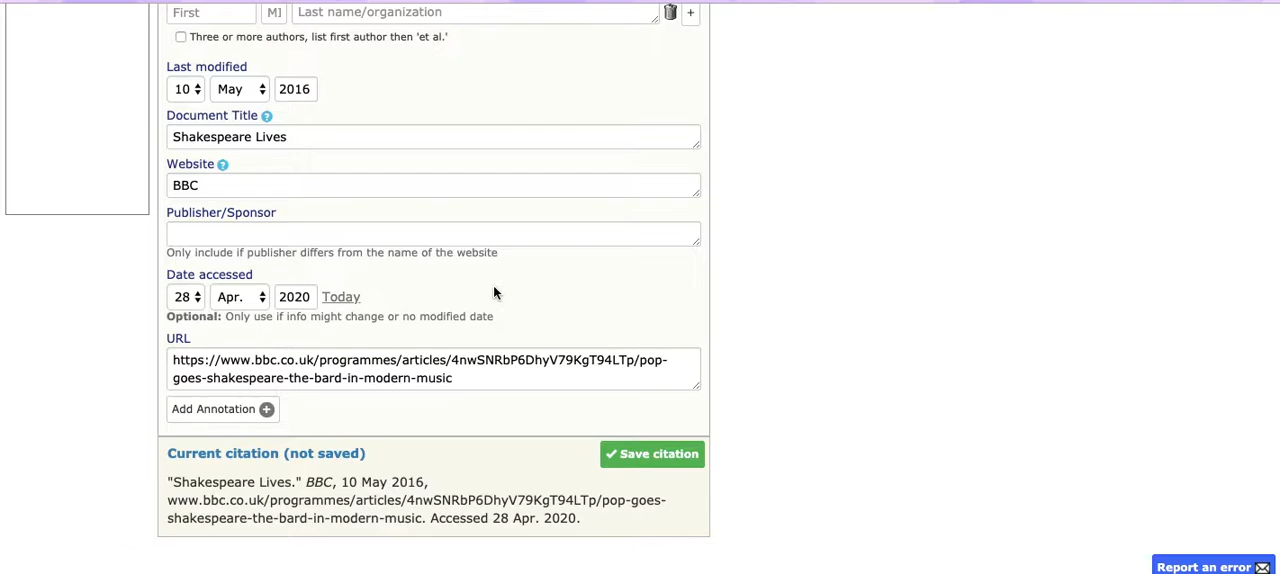 First MI Last name/organization +
Three or more authors, list first author then 'et al.'
Last modified
10 May 2016
Document Title ?
Shakespeare Lives
Website ?
BBC
Publisher/Sponsor
Only include if publisher differs from the name of the website
Date accessed
28 Apr. 2020 Today
Optional: Only use if info might change or no modified date
URL
https://www.bbc.co.uk/programmes/articles/4nwSNRbP6DhyV79KgT94LTp/pop-
goes-shakespeare-the-bard-in-modern-music
Add Annotation +
Current citation (not saved) Save citation
"Shakespeare Lives." BBC, 10 May 2016,
www.bbc.co.uk/programmes/articles/4nwSNRbP6DhyV79KgT94LTp/pop-goes-
shakespeare-the-bard-in-modern-music. Accessed 28 Apr. 2020.
Report an error